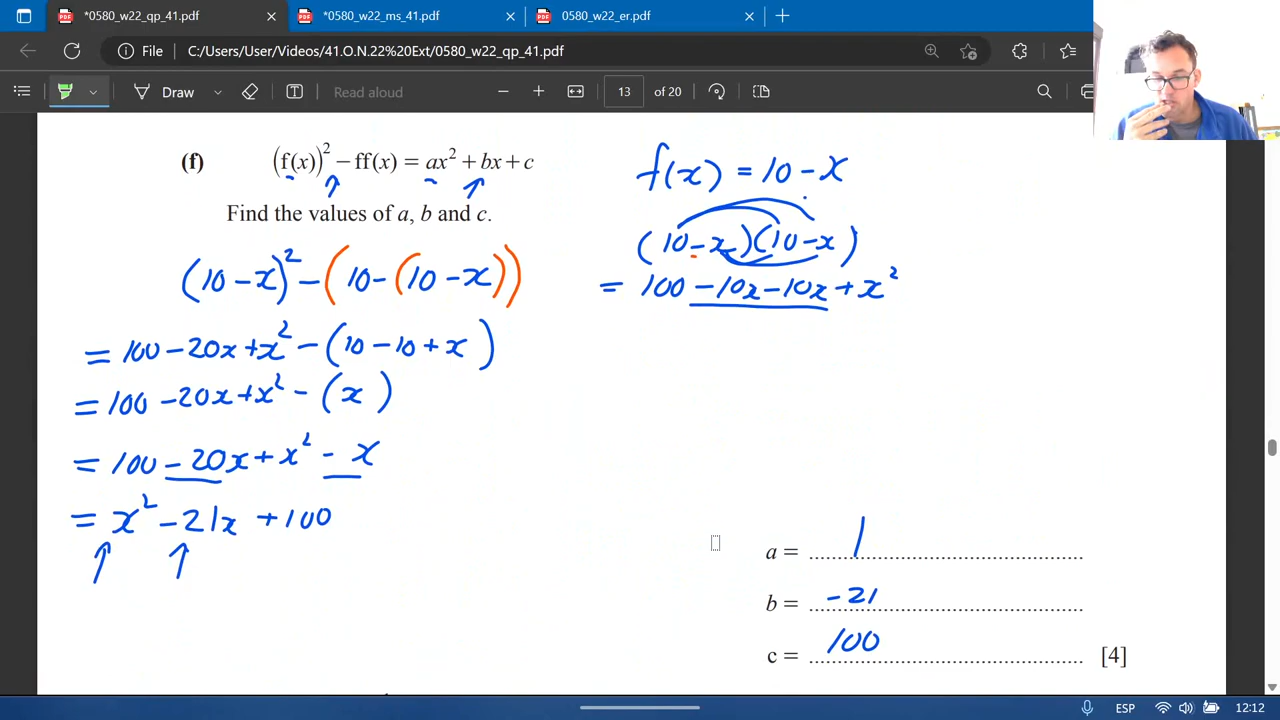 *0580_w22_qp_41.pdf
*0580_w22_ms_41.pdf
0580_w22_er.pdf
File
C:/Users/User/Videos/41.O.N.22%20Ext/0580_w22_qp_41.pdf
Draw
Read aloud
13 of 20
(f) (f(x))² − ff(x) = ax² + bx + c
Find the values of a, b and c.
(10 − x)² − (10 − (10 − x))
= 100 − 20x + x² − (10 − 10 + x)
= 100 − 20x + x² − (x)
= 100 − 20x + x² − x
= x² − 21x + 100
f(x) = 10 − x
(10 − x)(10 − x)
= 100 − 10x − 10x + x²
a = 1
b = −21
c = 100 [4]
ESP
12:12